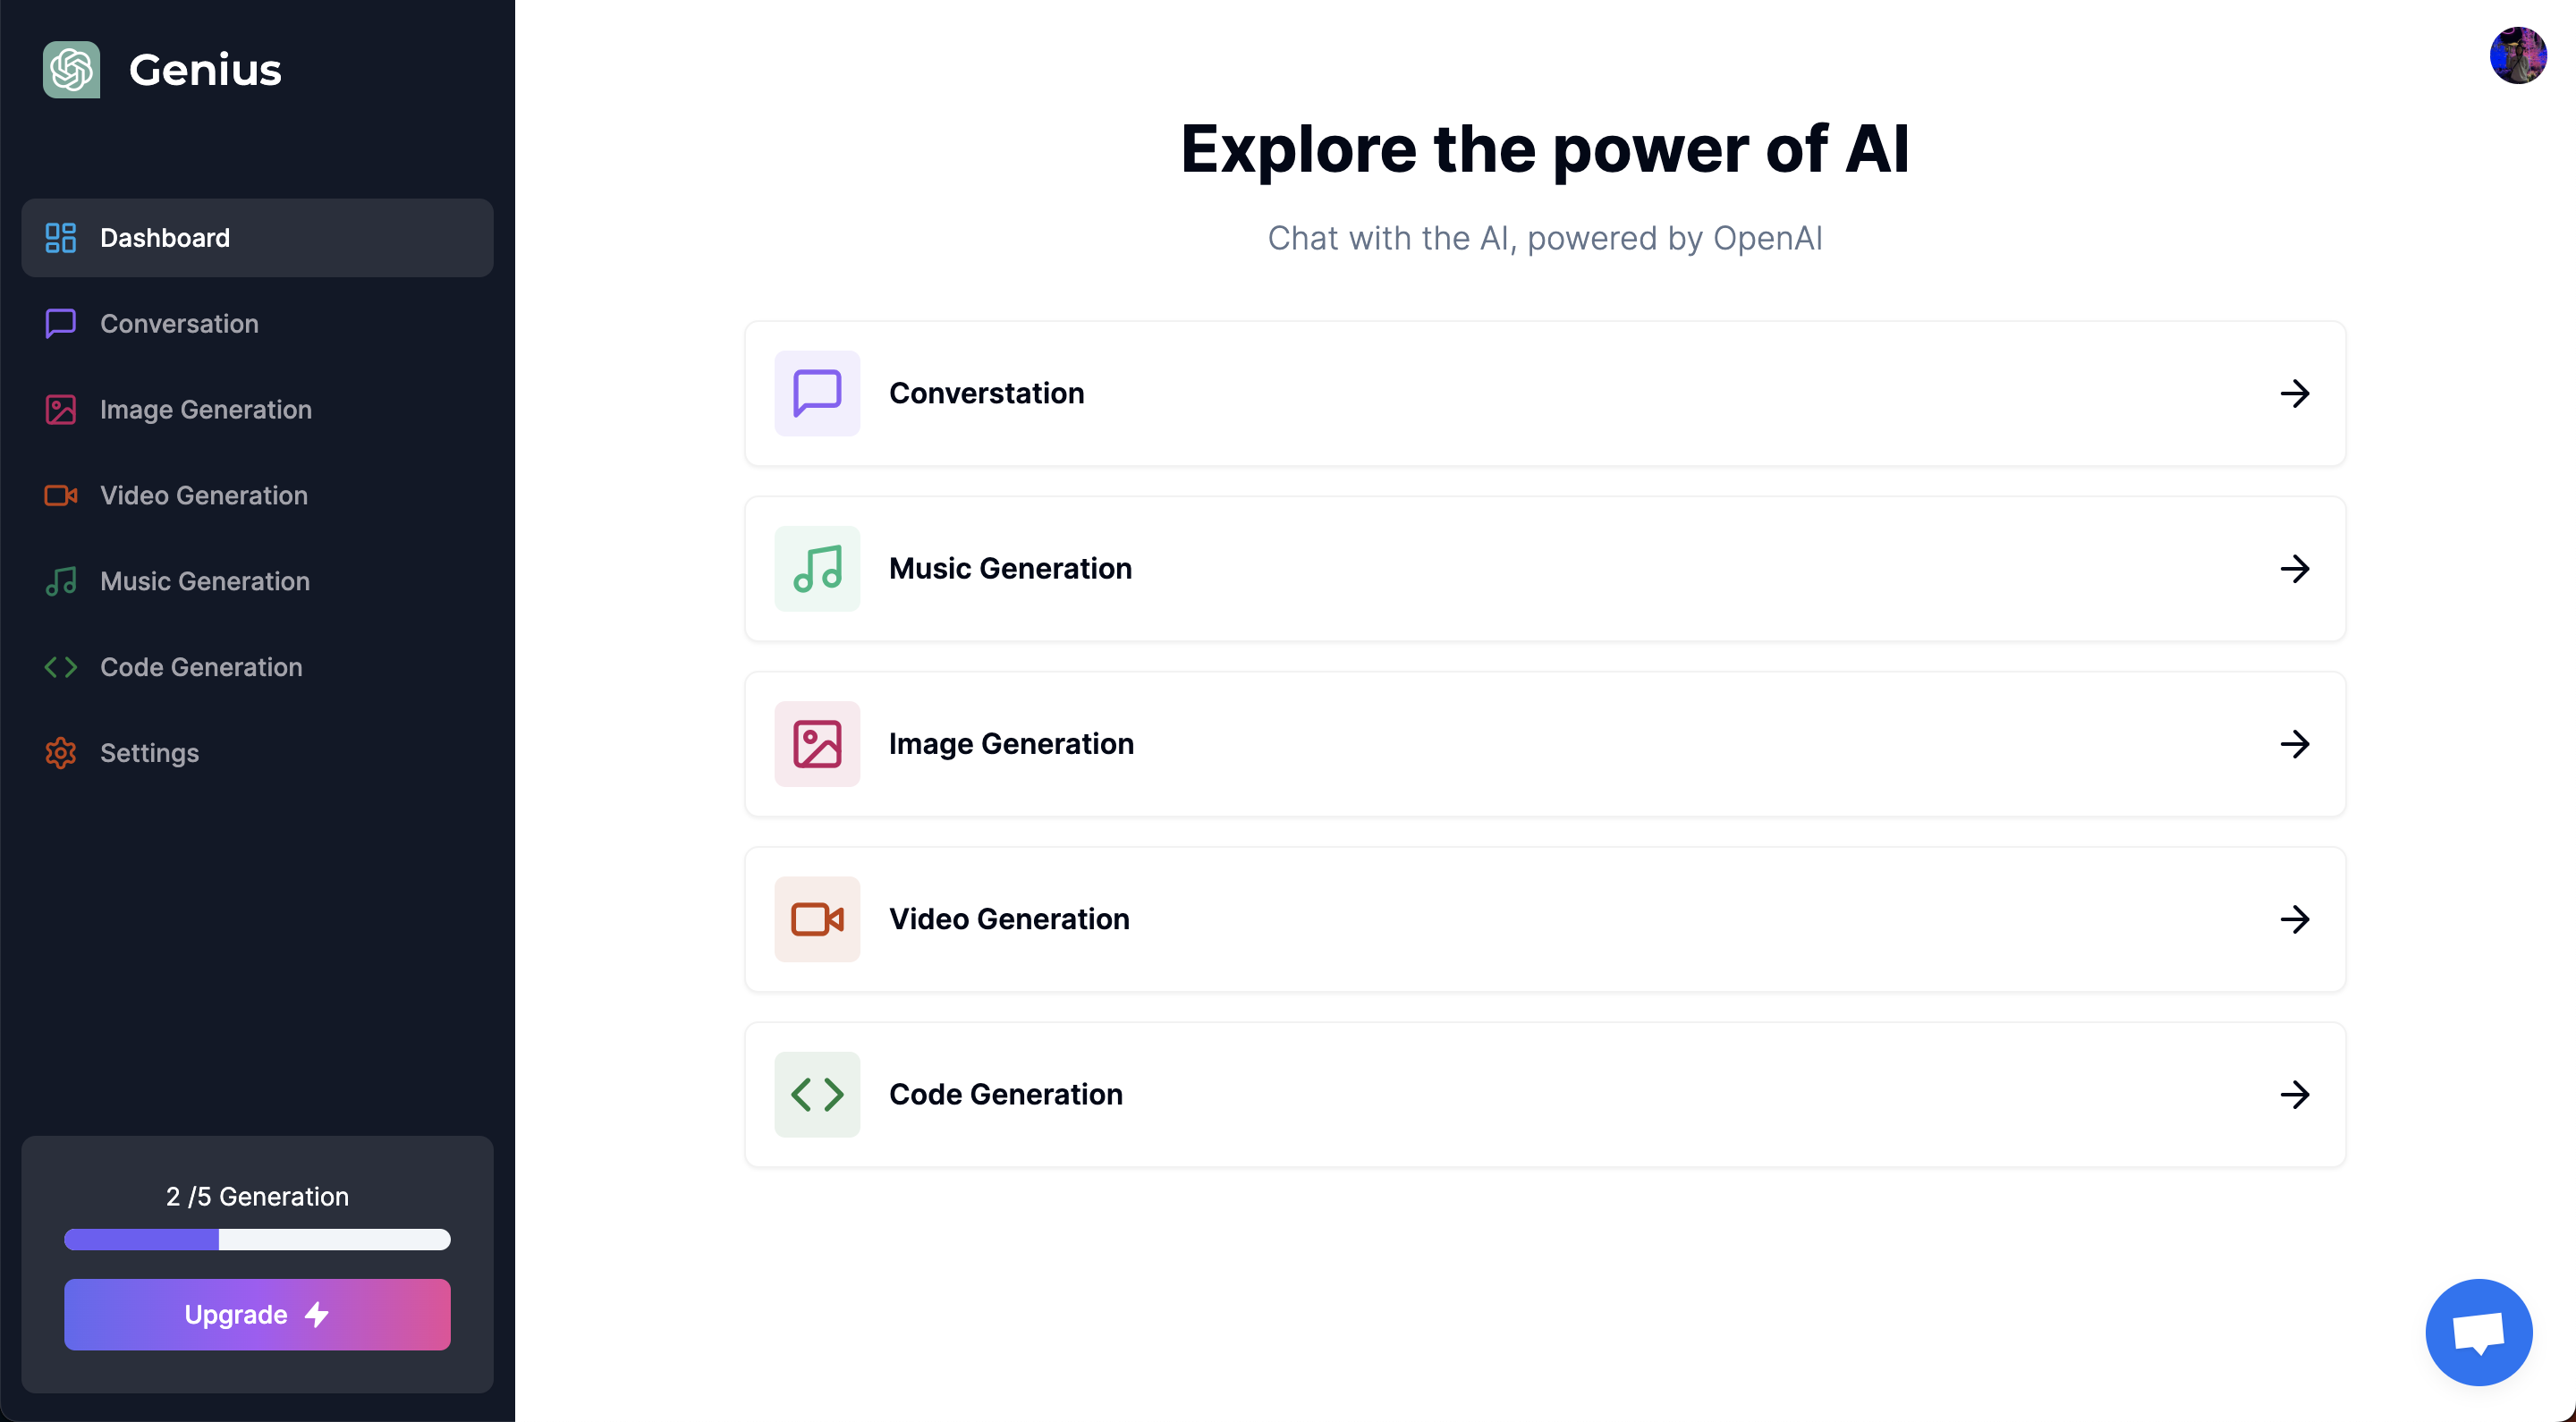 Genius
Dashboard
Conversation
Image Generation
Video Generation
Music Generation
Code Generation
Settings
2 /5 Generation
Upgrade
Explore the power of AI
Chat with the AI, powered by OpenAI
Converstation
Music Generation
Image Generation
Video Generation
Code Generation